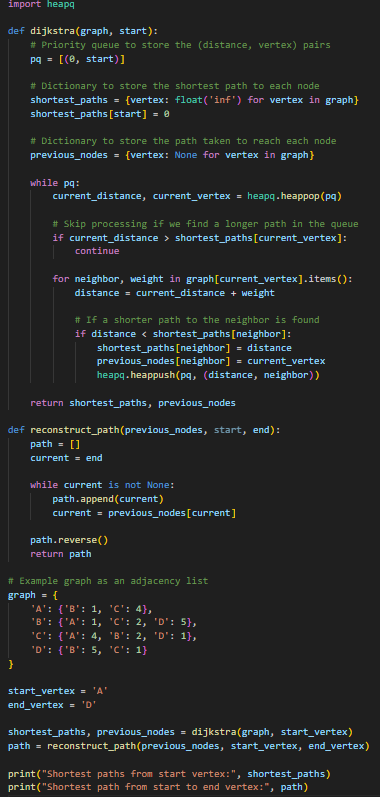 import heapq

def dijkstra(graph, start):
    # Priority queue to store the (distance, vertex) pairs
    pq = [(0, start)]

    # Dictionary to store the shortest path to each node
    shortest_paths = {vertex: float('inf') for vertex in graph}
    shortest_paths[start] = 0

    # Dictionary to store the path taken to reach each node
    previous_nodes = {vertex: None for vertex in graph}

    while pq:
        current_distance, current_vertex = heapq.heappop(pq)

        # Skip processing if we find a longer path in the queue
        if current_distance > shortest_paths[current_vertex]:
            continue

        for neighbor, weight in graph[current_vertex].items():
            distance = current_distance + weight

            # If a shorter path to the neighbor is found
            if distance < shortest_paths[neighbor]:
                shortest_paths[neighbor] = distance
                previous_nodes[neighbor] = current_vertex
                heapq.heappush(pq, (distance, neighbor))

    return shortest_paths, previous_nodes

def reconstruct_path(previous_nodes, start, end):
    path = []
    current = end

    while current is not None:
        path.append(current)
        current = previous_nodes[current]

    path.reverse()
    return path

# Example graph as an adjacency list
graph = {
    'A': {'B': 1, 'C': 4},
    'B': {'A': 1, 'C': 2, 'D': 5},
    'C': {'A': 4, 'B': 2, 'D': 1},
    'D': {'B': 5, 'C': 1}
}

start_vertex = 'A'
end_vertex = 'D'

shortest_paths, previous_nodes = dijkstra(graph, start_vertex)
path = reconstruct_path(previous_nodes, start_vertex, end_vertex)

print("Shortest paths from start vertex:", shortest_paths)
print("Shortest path from start to end vertex:", path)